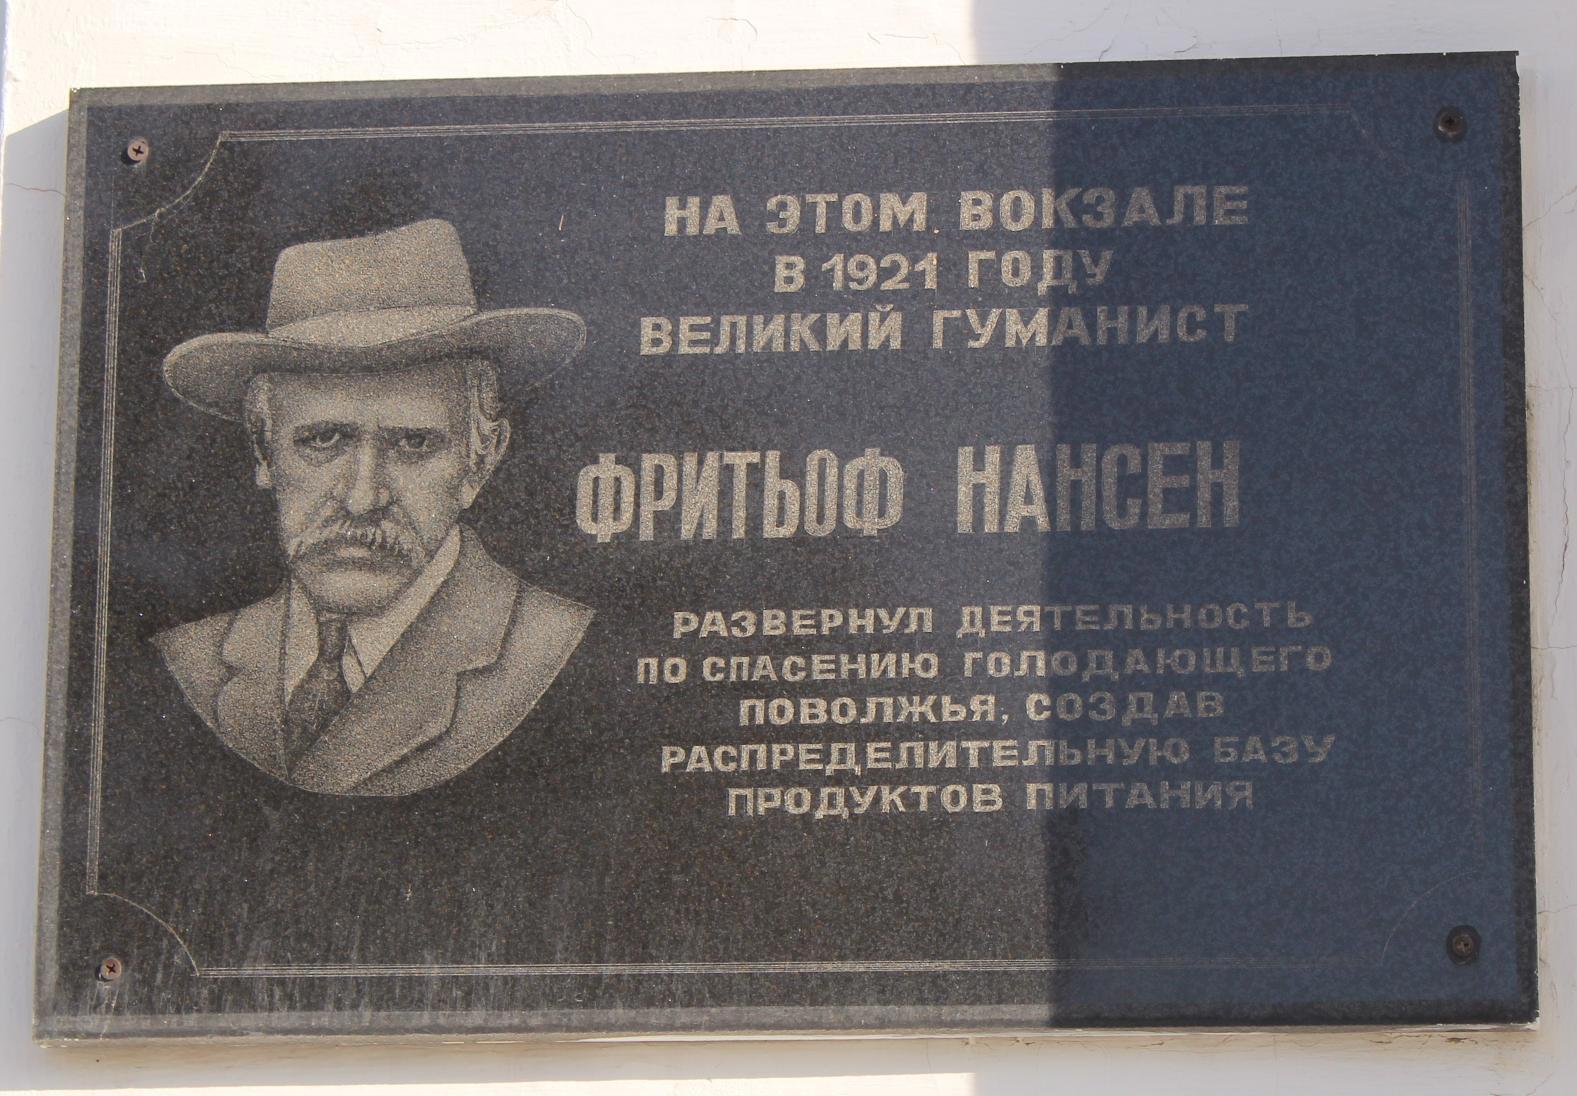 НА ЭТОМ ВОКЗАЛЕ
В 1921 ГОДУ
ВЕЛИКИЙ ГУМАНИСТ
ФРИТЬОФ НАНСЕН
РАЗВЕРНУЛ ДЕЯТЕЛЬНОСТЬ
ПО СПАСЕНИЮ ГОЛОДАЮЩЕГО
ПОВОЛЖЬЯ, СОЗДАВ
РАСПРЕДЕЛИТЕЛЬНУЮ БАЗУ
ПРОДУКТОВ ПИТАНИЯ